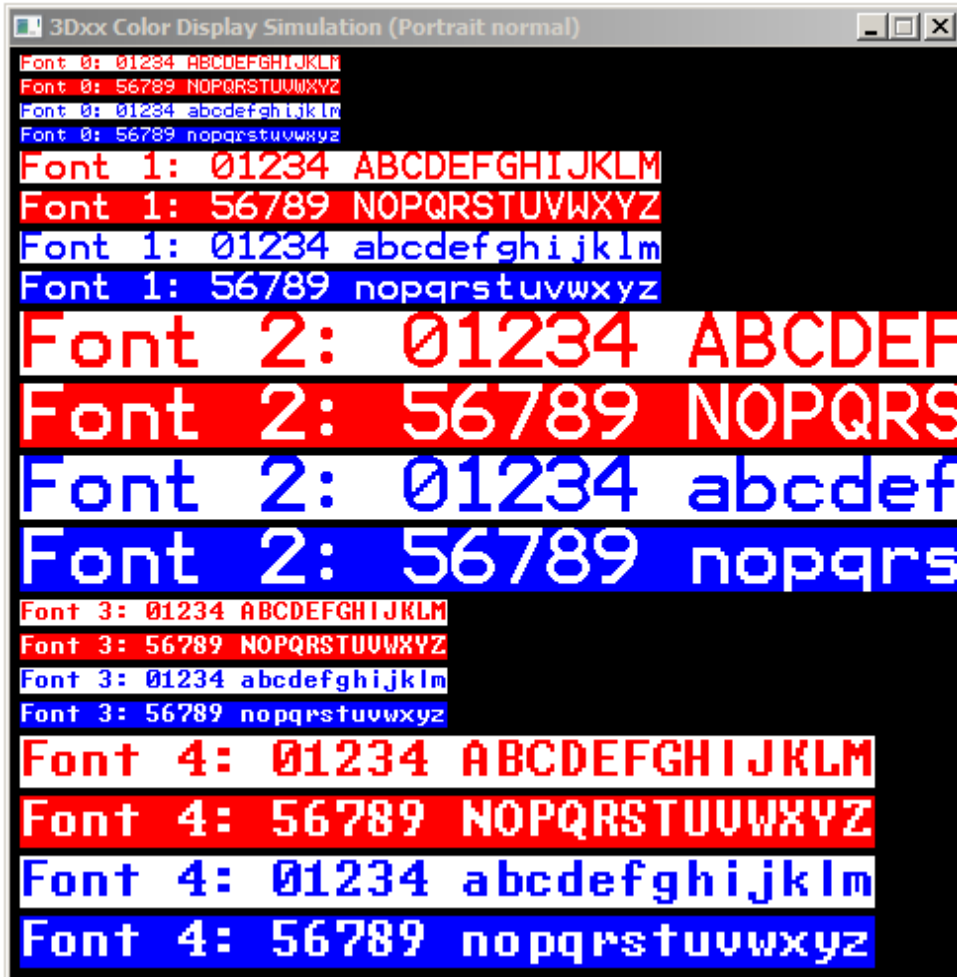 3Dxx Color Display Simulation (Portrait normal)
Font 0: 01234 ABCDEFGHIJKLM
Font 0: 56789 NOPQRSTUVWXYZ
Font 0: 01234 abcdefghijklm
Font 0: 56789 nopqrstuvwxyz
Font 1: 01234 ABCDEFGHIJKLM
Font 1: 56789 NOPQRSTUVWXYZ
Font 1: 01234 abcdefghijklm
Font 1: 56789 nopqrstuvwxyz
Font 2: 01234 ABCDEF
Font 2: 56789 NOPQRS
Font 2: 01234 abcdef
Font 2: 56789 nopqrs
Font 3: 01234 ABCDEFGHIJKLM
Font 3: 56789 NOPQRSTUVWXYZ
Font 3: 01234 abcdefghijklm
Font 3: 56789 nopqrstuvwxyz
Font 4: 01234 ABCDEFGHIJKLM
Font 4: 56789 NOPQRSTUVWXYZ
Font 4: 01234 abcdefghijklm
Font 4: 56789 nopqrstuvwxyz